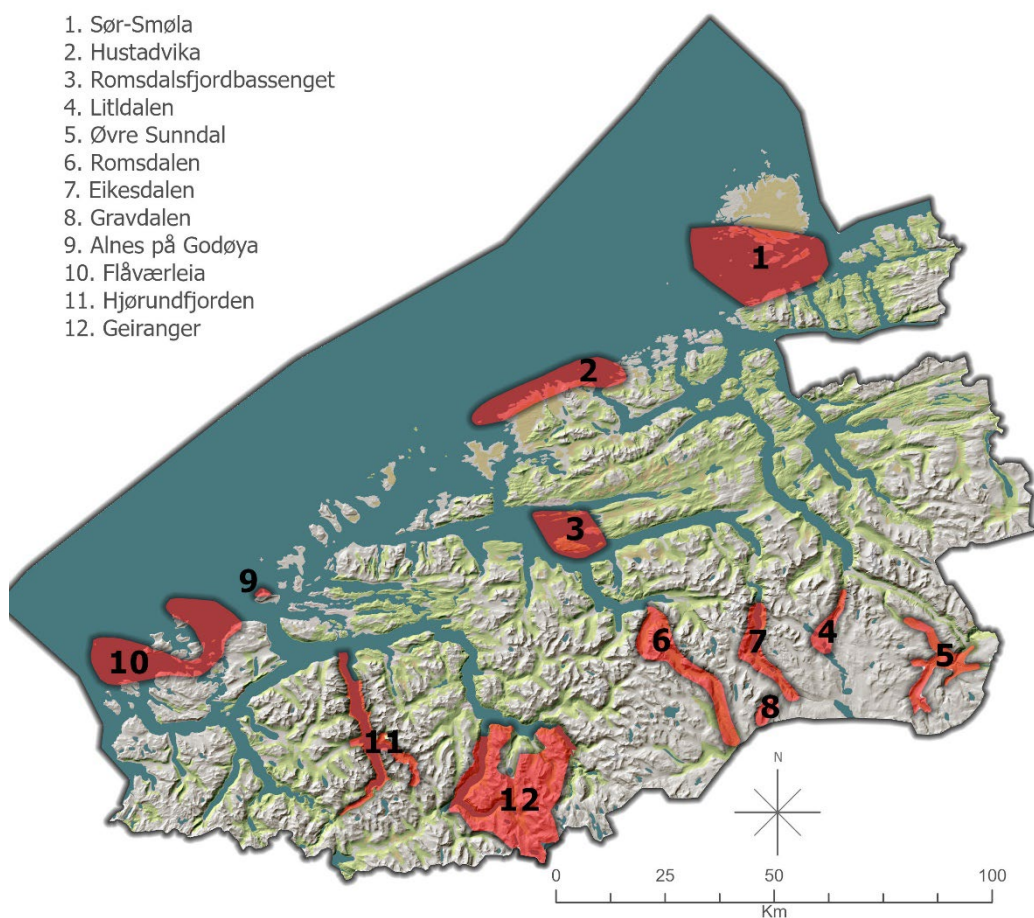 1. Sør-Smøla
2. Hustadvika
3. Romsdalsfjordbassenget
4. Litldalen
5. Øvre Sunndal
6. Romsdalen
7. Eikesdalen
8. Gravdalen
9. Alnes på Godøya
10. Flåværleia
11. Hjørundfjorden
12. Geiranger
1
2
3
9
10
6
7
4
5
8
11
12
N
0 25 50 100
Km